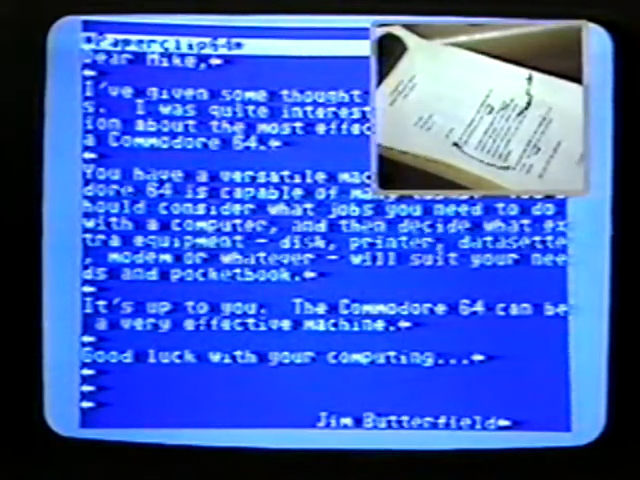 *Paperclip64*
Dear Mike,←
←
I've given some thought
s. I was quite interest
ion about the most effec
a Commodore 64.←
←
You have a versatile mac
dore 64 is capable of many
hould consider what jobs you need to do
with a computer, and then decide what ex
tra equipment - disk, printer, datasette
, modem or whatever - will suit your nee
ds and pocketbook.←
←
It's up to you. The Commodore 64 can be
a very effective machine.←
←
Good luck with your computing...←
←
←
←
Jim Butterfield←